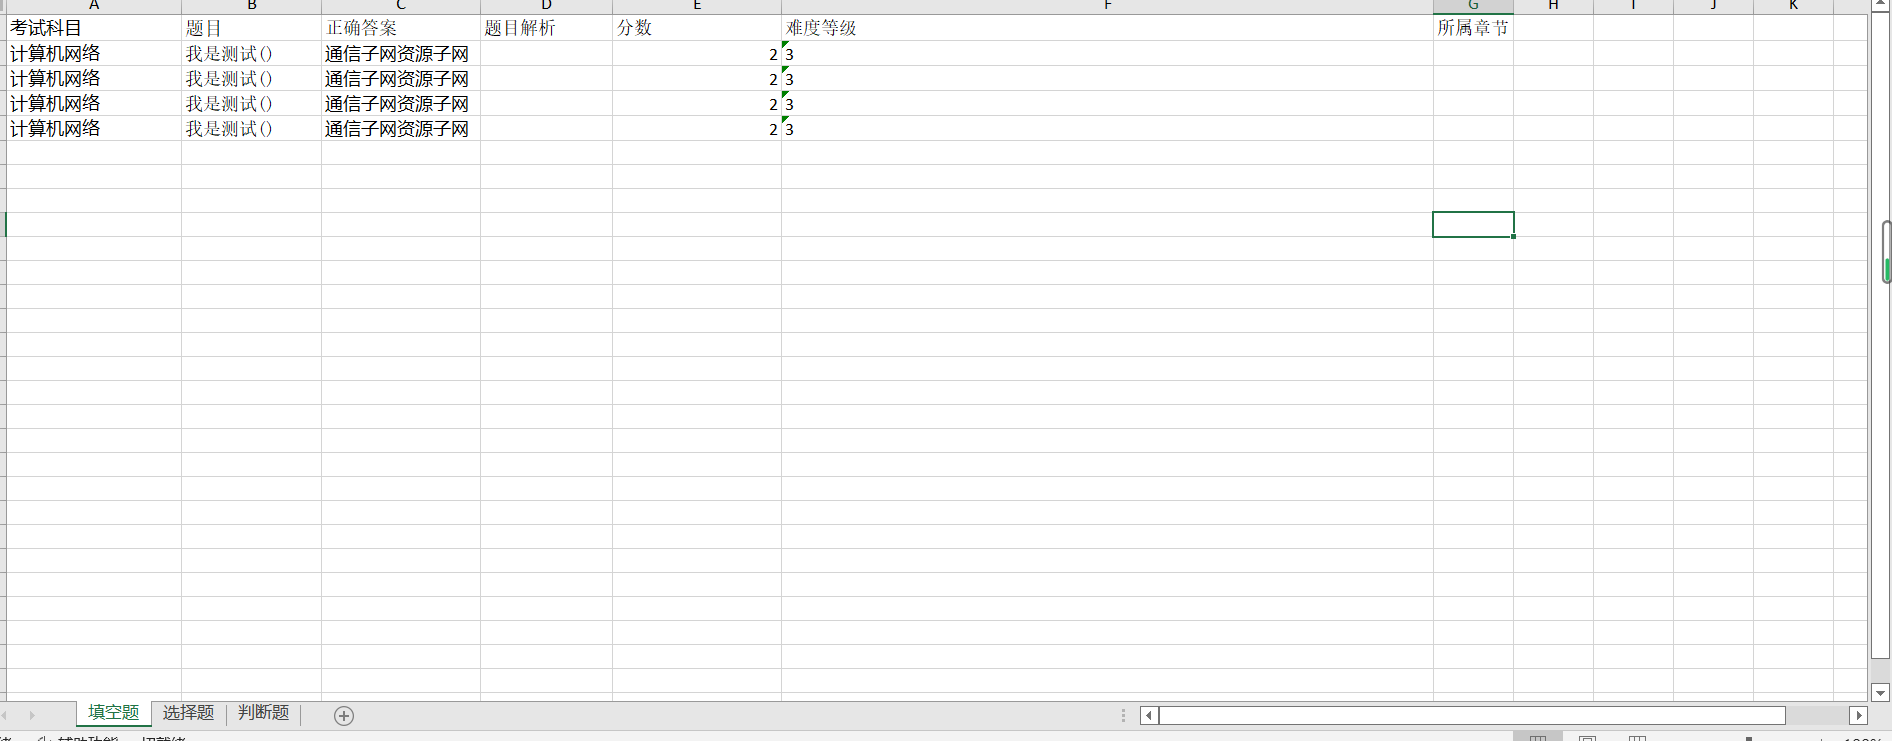 A B C D E F G H I J K
考试科目 题目 正确答案 题目解析 分数 难度等级 所属章节
计算机网络 我是测试() 通信子网资源子网 2 3
计算机网络 我是测试() 通信子网资源子网 2 3
计算机网络 我是测试() 通信子网资源子网 2 3
计算机网络 我是测试() 通信子网资源子网 2 3
填空题 选择题 判断题